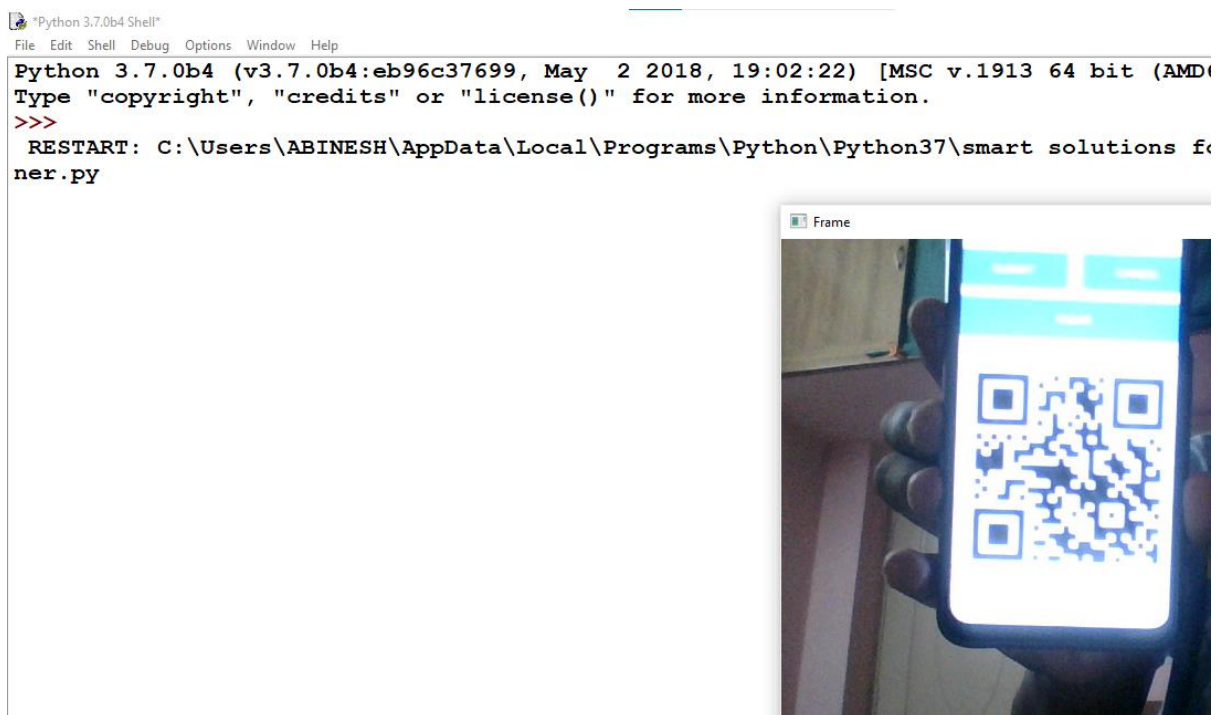 *Python 3.7.0b4 Shell*
File Edit Shell Debug Options Window Help
Python 3.7.0b4 (v3.7.0b4:eb96c37699, May  2 2018, 19:02:22) [MSC v.1913 64 bit (AMD6
Type "copyright", "credits" or "license()" for more information.
>>>
RESTART: C:\Users\ABINESH\AppData\Local\Programs\Python\Python37\smart solutions fo
ner.py
Frame